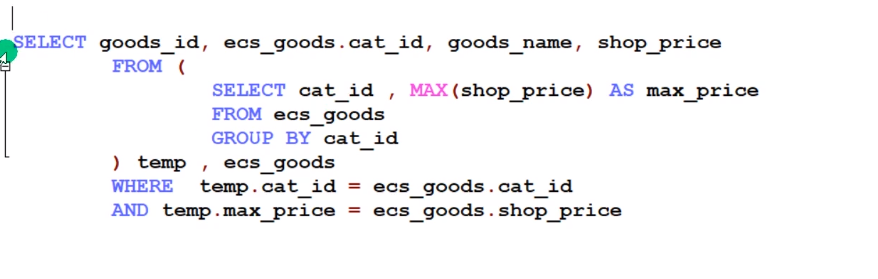 SELECT goods_id, ecs_goods.cat_id, goods_name, shop_price
FROM (
SELECT cat_id , MAX(shop_price) AS max_price
FROM ecs_goods
GROUP BY cat_id
) temp , ecs_goods
WHERE  temp.cat_id = ecs_goods.cat_id
AND temp.max_price = ecs_goods.shop_price